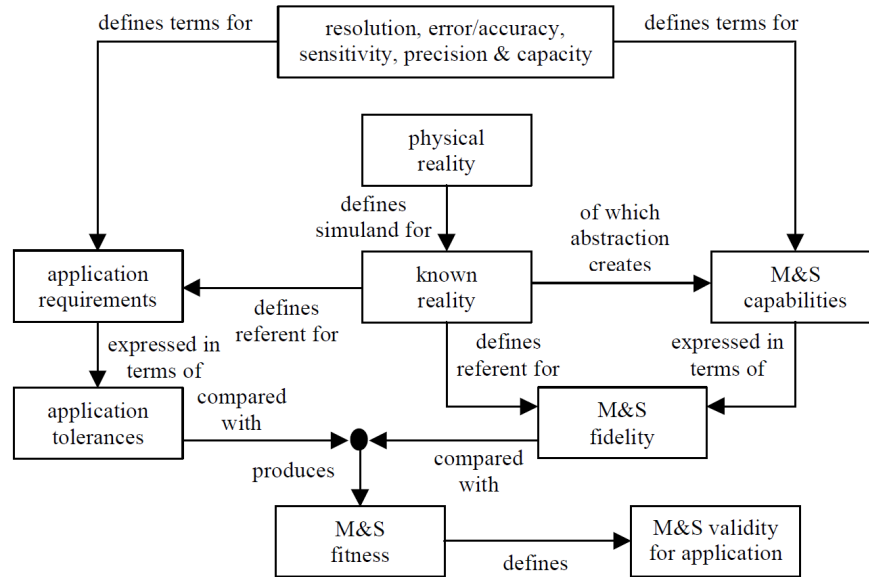 defines terms for
resolution, error/accuracy,
sensitivity, precision & capacity
defines terms for
physical
reality
defines
simuland for
of which
abstraction
creates
application
requirements
defines
referent for
known
reality
M&S
capabilities
expressed in
terms of
defines
referent for
expressed in
terms of
application
tolerances
compared
with
M&S
fidelity
produces
compared
with
M&S
fitness
defines
M&S validity
for application